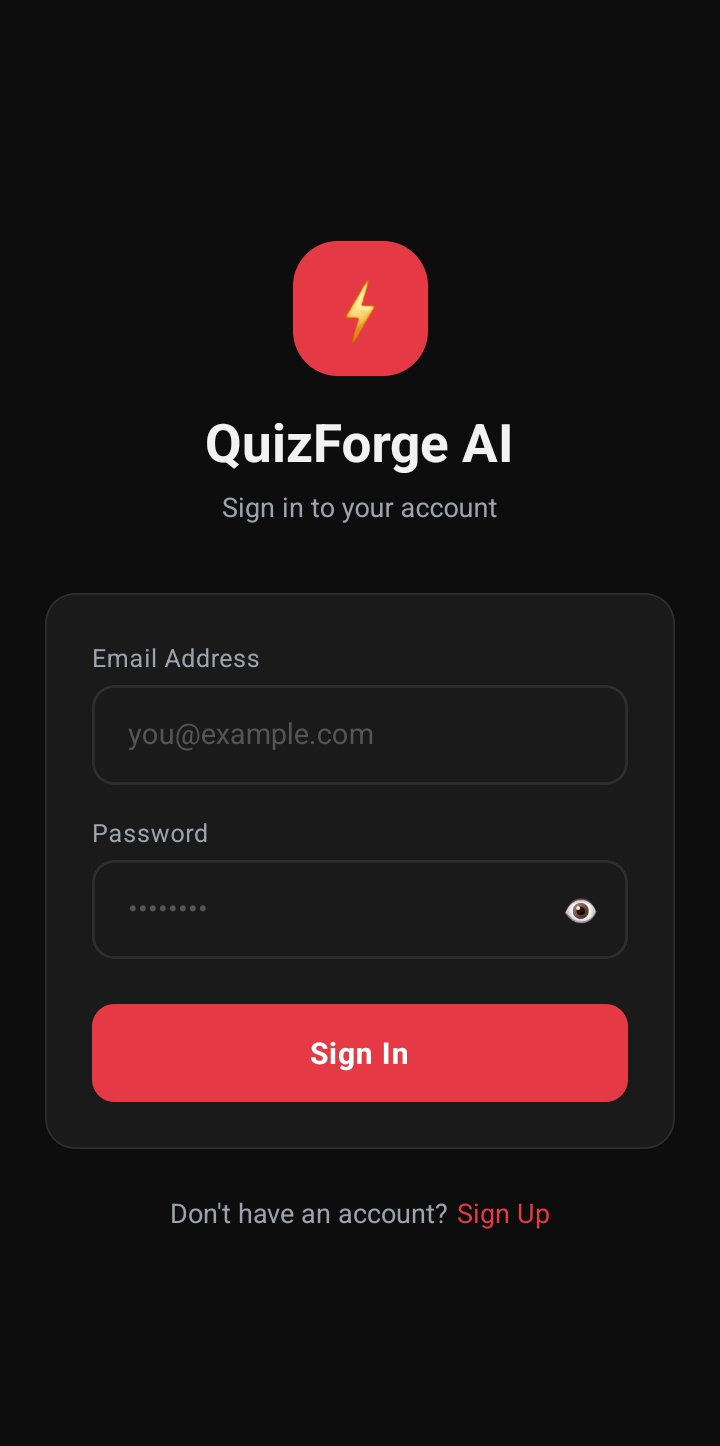 QuizForge AI
Sign in to your account
Email Address
you@example.com
Password
••••••••
Sign In
Don't have an account? Sign Up